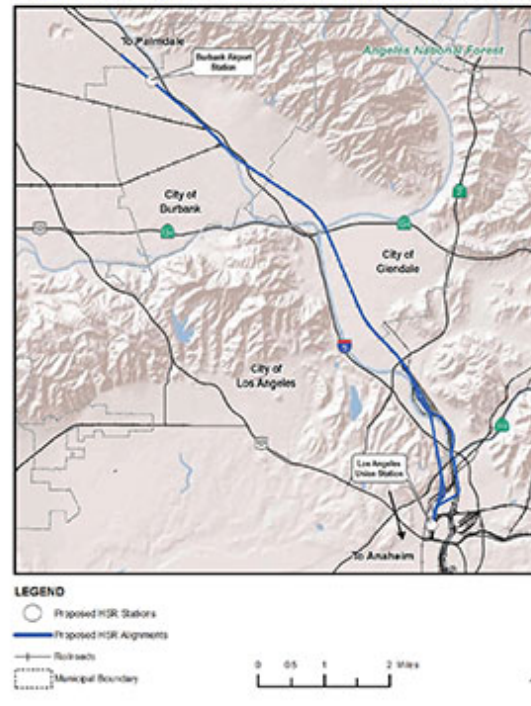 To Palmdale
Burbank Airport
Station
Angeles National Forest
City of
Burbank
City of
Glendale
5
City of
Los Angeles
Los Angeles
Union Station
To Anaheim
LEGEND
Proposed HSR Stations
Proposed HSR Alignments
Railroads
Municipal Boundary
0 0.5 1 2 Miles